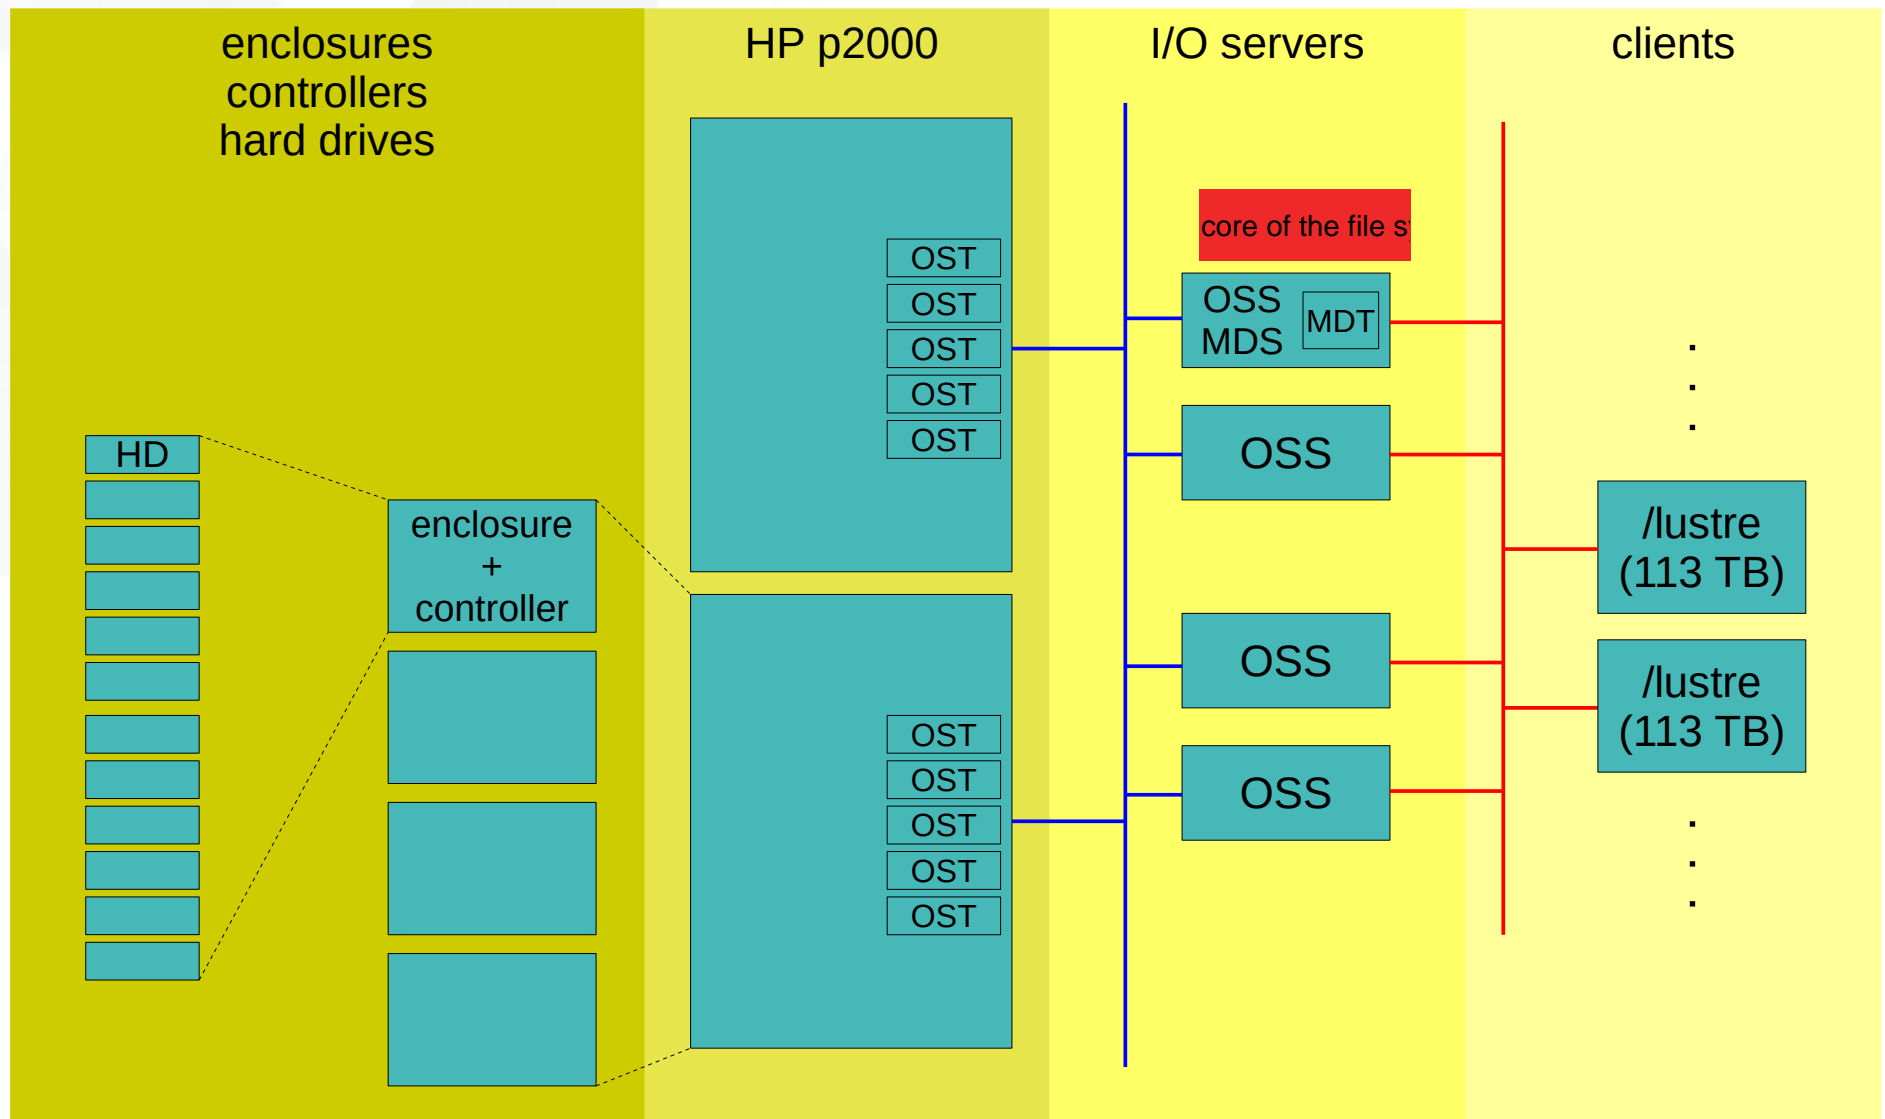 enclosures
controllers
hard drives
HP p2000
I/O servers
clients
HD
enclosure
+
controller
OST
OST
OST
OST
OST
OST
OST
OST
OST
OST
core of the file
OSS
MDS
MDT
OSS
OSS
OSS
/lustre
(113 TB)
/lustre
(113 TB)